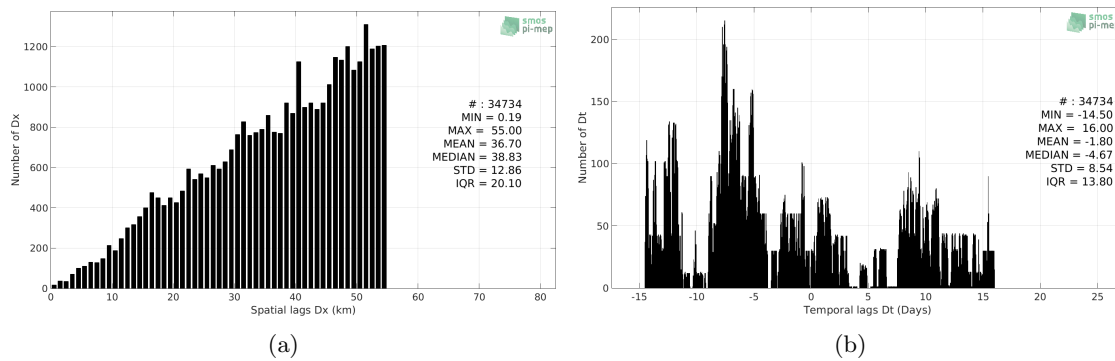 smos
pi-mep
1200
1000
800
600
400
200
0
Number of Dx
# : 34734
MIN = 0.19
MAX = 55.00
MEAN = 36.70
MEDIAN = 38.83
STD = 12.86
IQR = 20.10
0 10 20 30 40 50 60 70 80
Spatial lags Dx (km)
(a)
smos
pi-mep
200
150
100
50
0
Number of Dt
# : 34734
MIN = -14.50
MAX = 16.00
MEAN = -1.80
MEDIAN = -4.67
STD = 8.54
IQR = 13.80
-15 -10 -5 0 5 10 15 20 25
Temporal lags Dt (Days)
(b)